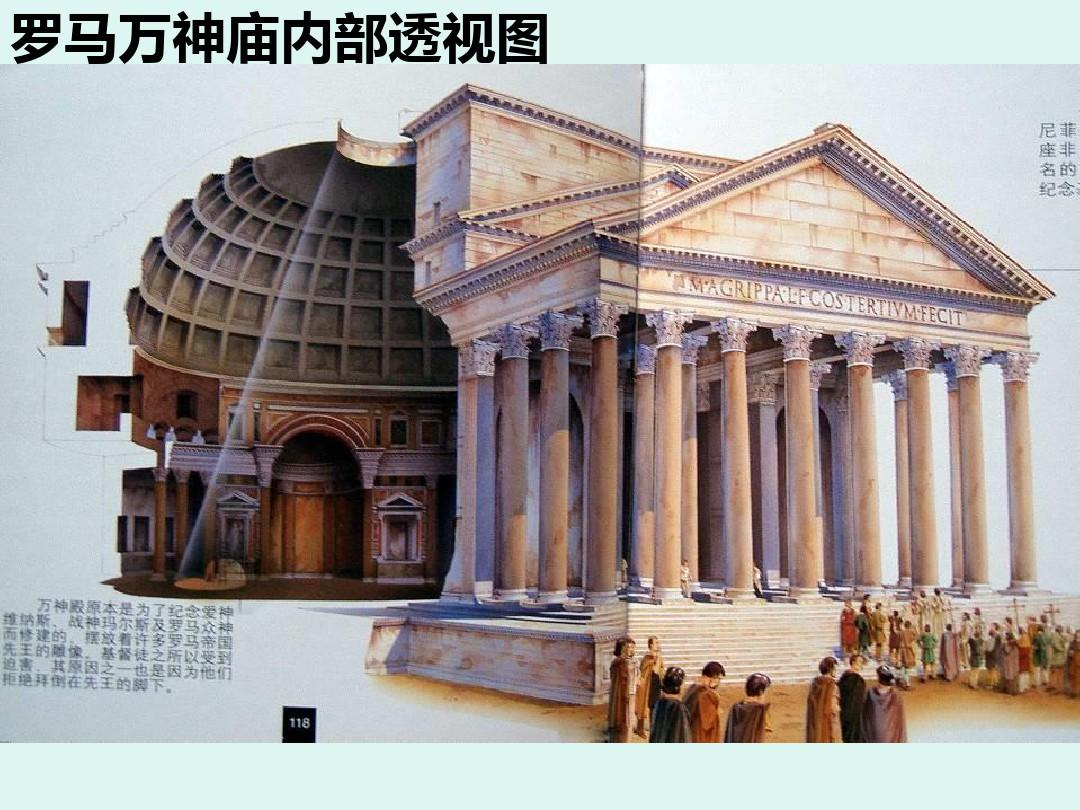 罗马万神庙内部透视图
尼菲
座非
名的
纪念
M·AGRIPPA·L·F·COS·TERTIVM·FECIT
万神殿原本是为了纪念爱神
维纳斯、战神玛尔斯及罗马众神
而修建的，摆放着许多罗马帝国
先王的雕像。基督徒之所以受到
迫害，其原因之一也是因为他们
拒绝拜倒在先王的脚下。
118